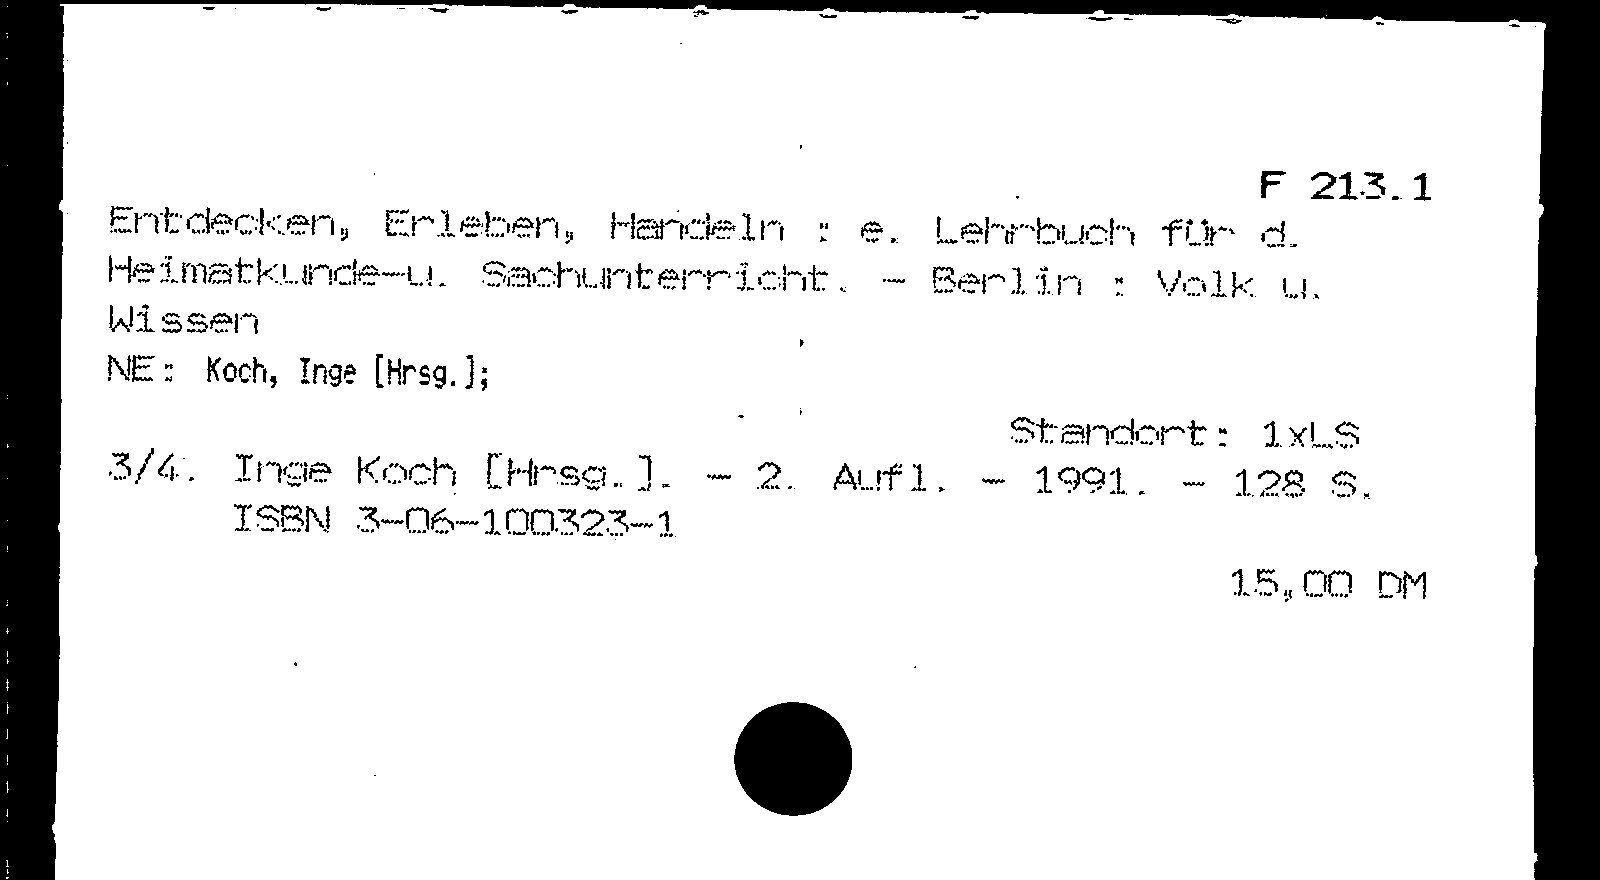 F 213.1
Entdecken, Erleben, Handeln : e. Lehrbuch für d.
Heimatkunde-u. Sachunterricht. - Berlin : Volk u.
Wissen
NE: Koch, Inge [Hrsg.];
Standort: 1xLS
3/4. Inge Koch [Hrsg.]. - 2. Aufl. - 1991. - 128 S.
ISBN 3-06-100323-1
15,00 DM